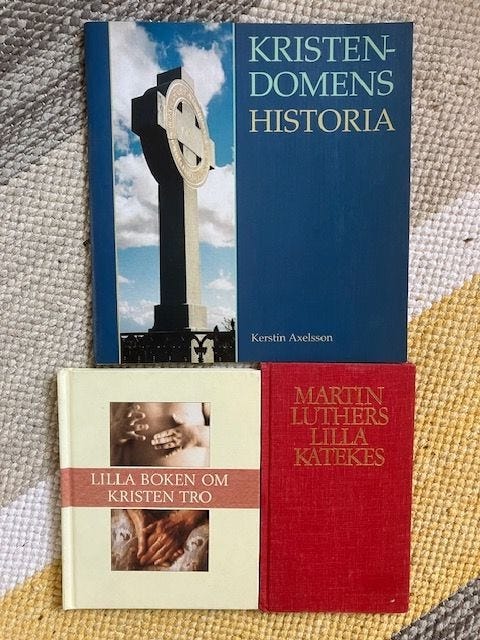 KRISTEN-
DOMENS
HISTORIA
Kerstin Axelsson
LILLA BOKEN OM
KRISTEN TRO
MARTIN
LUTHERS
LILLA
KATEKES